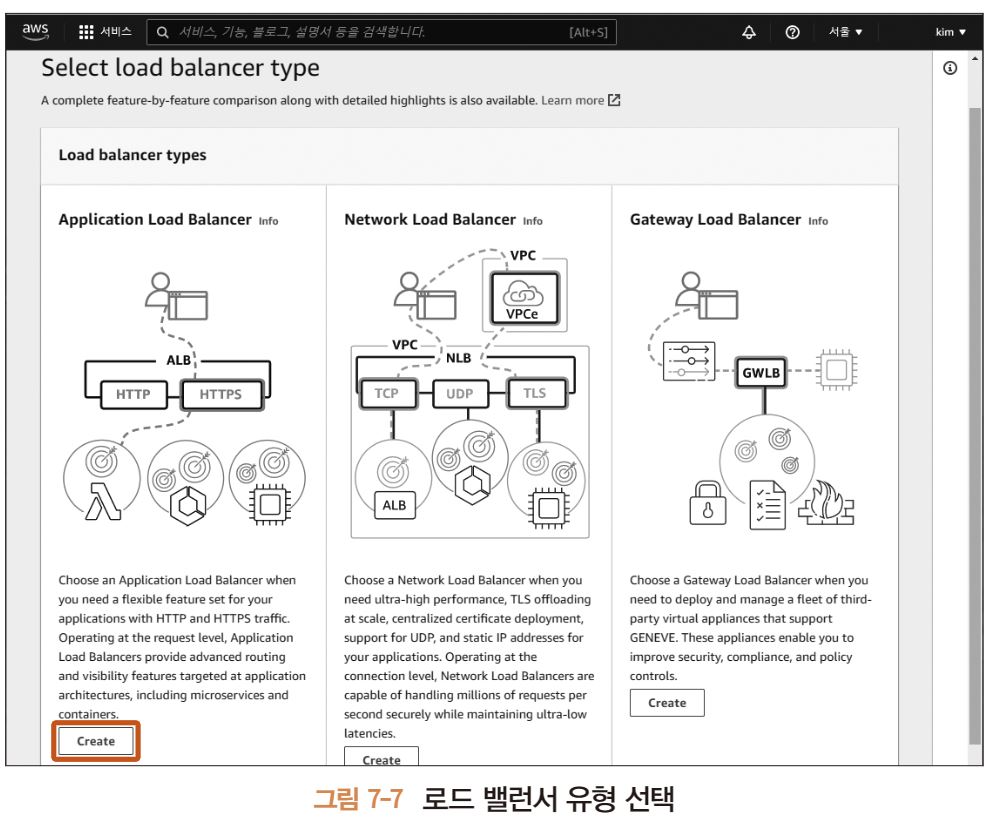 aws
서비스
서비스, 기능, 블로그, 설명서 등을 검색합니다.
[Alt+S]
서울 ▼
kim ▼
Select load balancer type
A complete feature-by-feature comparison along with detailed highlights is also available. Learn more
Load balancer types
Application Load Balancer Info
ALB
HTTP
HTTPS
Choose an Application Load Balancer when
you need a flexible feature set for your
applications with HTTP and HTTPS traffic.
Operating at the request level, Application
Load Balancers provide advanced routing
and visibility features targeted at application
architectures, including microservices and
containers.
Create
Network Load Balancer Info
VPC
VPCe
VPC
NLB
TCP
UDP
TLS
ALB
Choose a Network Load Balancer when you
need ultra-high performance, TLS offloading
at scale, centralized certificate deployment,
support for UDP, and static IP addresses for
your applications. Operating at the
connection level, Network Load Balancers are
capable of handling millions of requests per
second securely while maintaining ultra-low
latencies.
Create
Gateway Load Balancer Info
GWLB
Choose a Gateway Load Balancer when you
need to deploy and manage a fleet of third-
party virtual appliances that support
GENEVE. These appliances enable you to
improve security, compliance, and policy
controls.
Create
그림 7-7 로드 밸런서 유형 선택